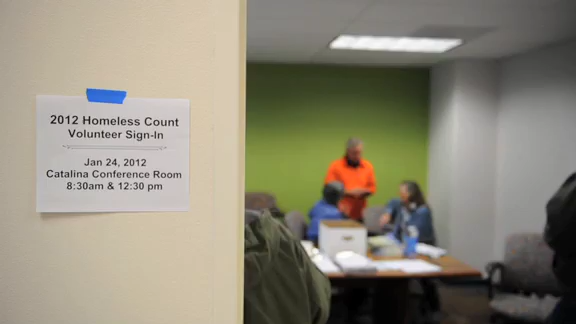 2012 Homeless Count
Volunteer Sign-In
Jan 24, 2012
Catalina Conference Room
8:30am & 12:30 pm